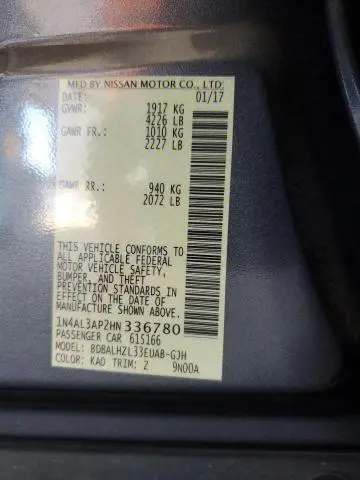 MFD BY NISSAN MOTOR CO., LTD
DATE: 01/17
GVWR: 1917 KG
4226 LB
GAWR FR.: 1010 KG
2227 LB
GAWR RR.: 940 KG
2072 LB
THIS VEHICLE CONFORMS TO
ALL APPLICABLE FEDERAL
MOTOR VEHICLE SAFETY,
BUMPER, AND THEFT
PREVENTION STANDARDS
IN EFFECT ON THE DATE OF
MANUFACTURE SHOWN ABOVE.
1N4AL3AP2HN336780
PASSENGER CAR 615166
MODEL: BDBALHZL33EUAB-GJH
COLOR: KAD TRIM: Z 9N00A